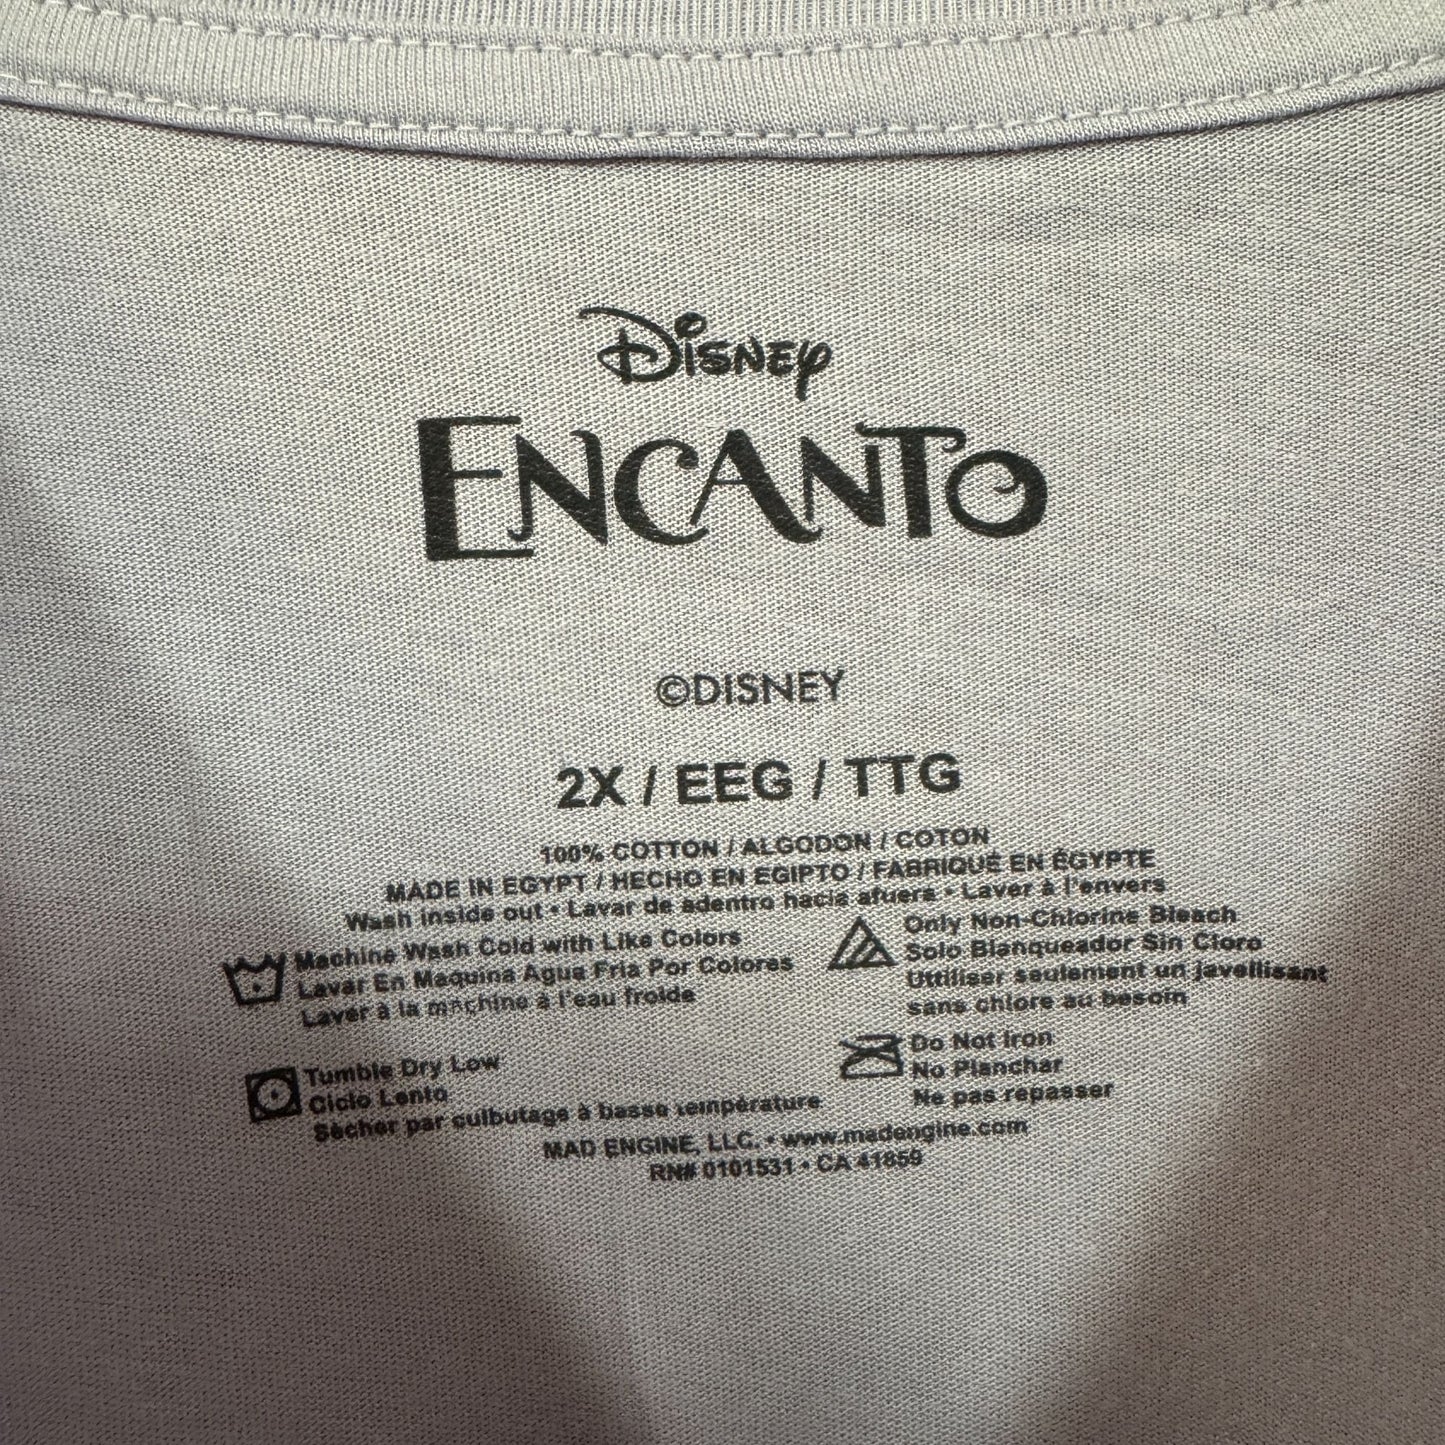 Disney
ENCANTO
©DISNEY
2X / EEG / TTG
100% COTTON / ALGODON / COTON
MADE IN EGYPT / HECHO EN EGIPTO / FABRIQUÉ EN ÉGYPTE
Wash inside out • Lavar de adentro hacia afuera • Laver à l'envers
Machine Wash Cold with Like Colors
Lavar En Maquina Agua Fria Por Colores
Laver à la machine à l'eau froide
Only Non-Chlorine Bleach
Solo Blanqueador Sin Cloro
Utiliser seulement un javellisant
sans chlore au besoin
Tumble Dry Low
Ciclo Lento
Sécher par culbutage à basse température
Do Not Iron
No Planchar
Ne pas repasser
MAD ENGINE, LLC. • www.madengine.com
RN# 0101531 • CA 41859